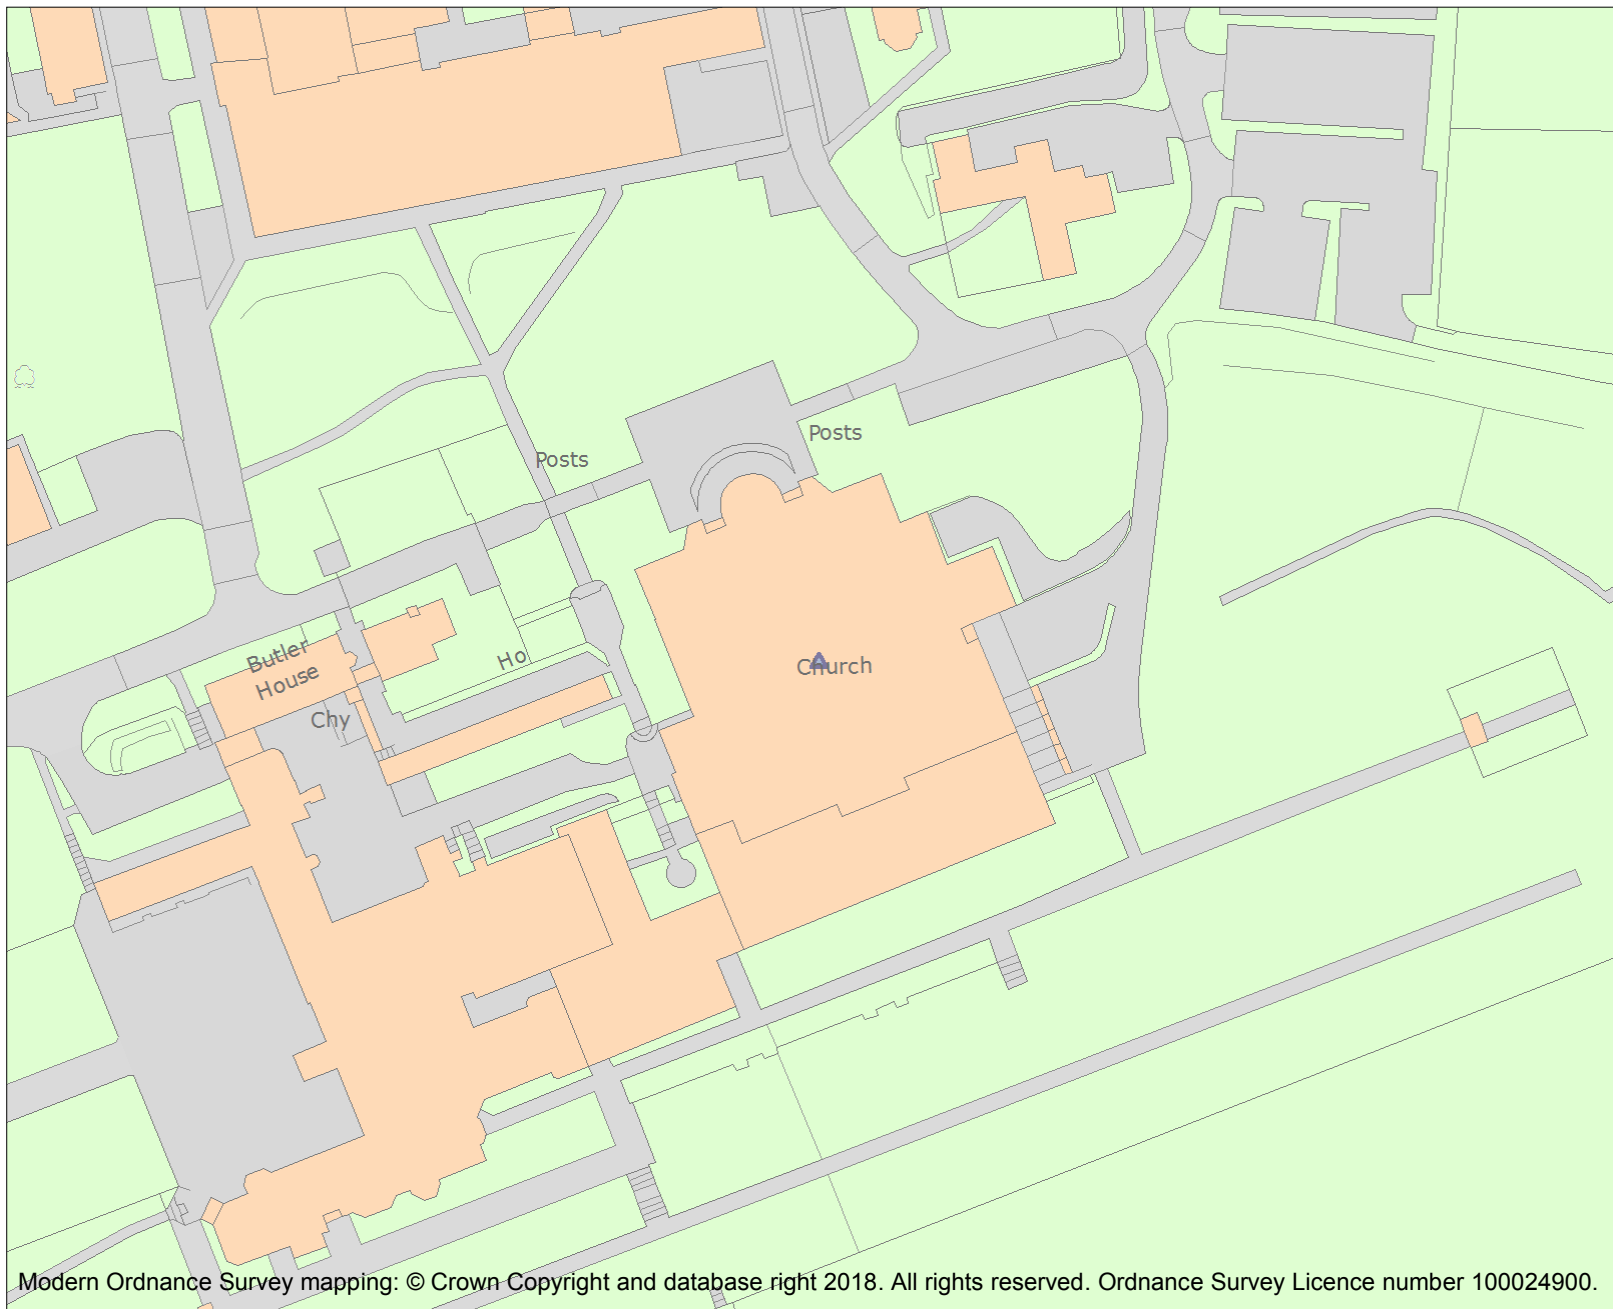 Posts
Posts
Butler
House
Ho
Church
Chy
Modern Ordnance Survey mapping: © Crown Copyright and database right 2018. All rights reserved. Ordnance Survey Licence number 100024900.